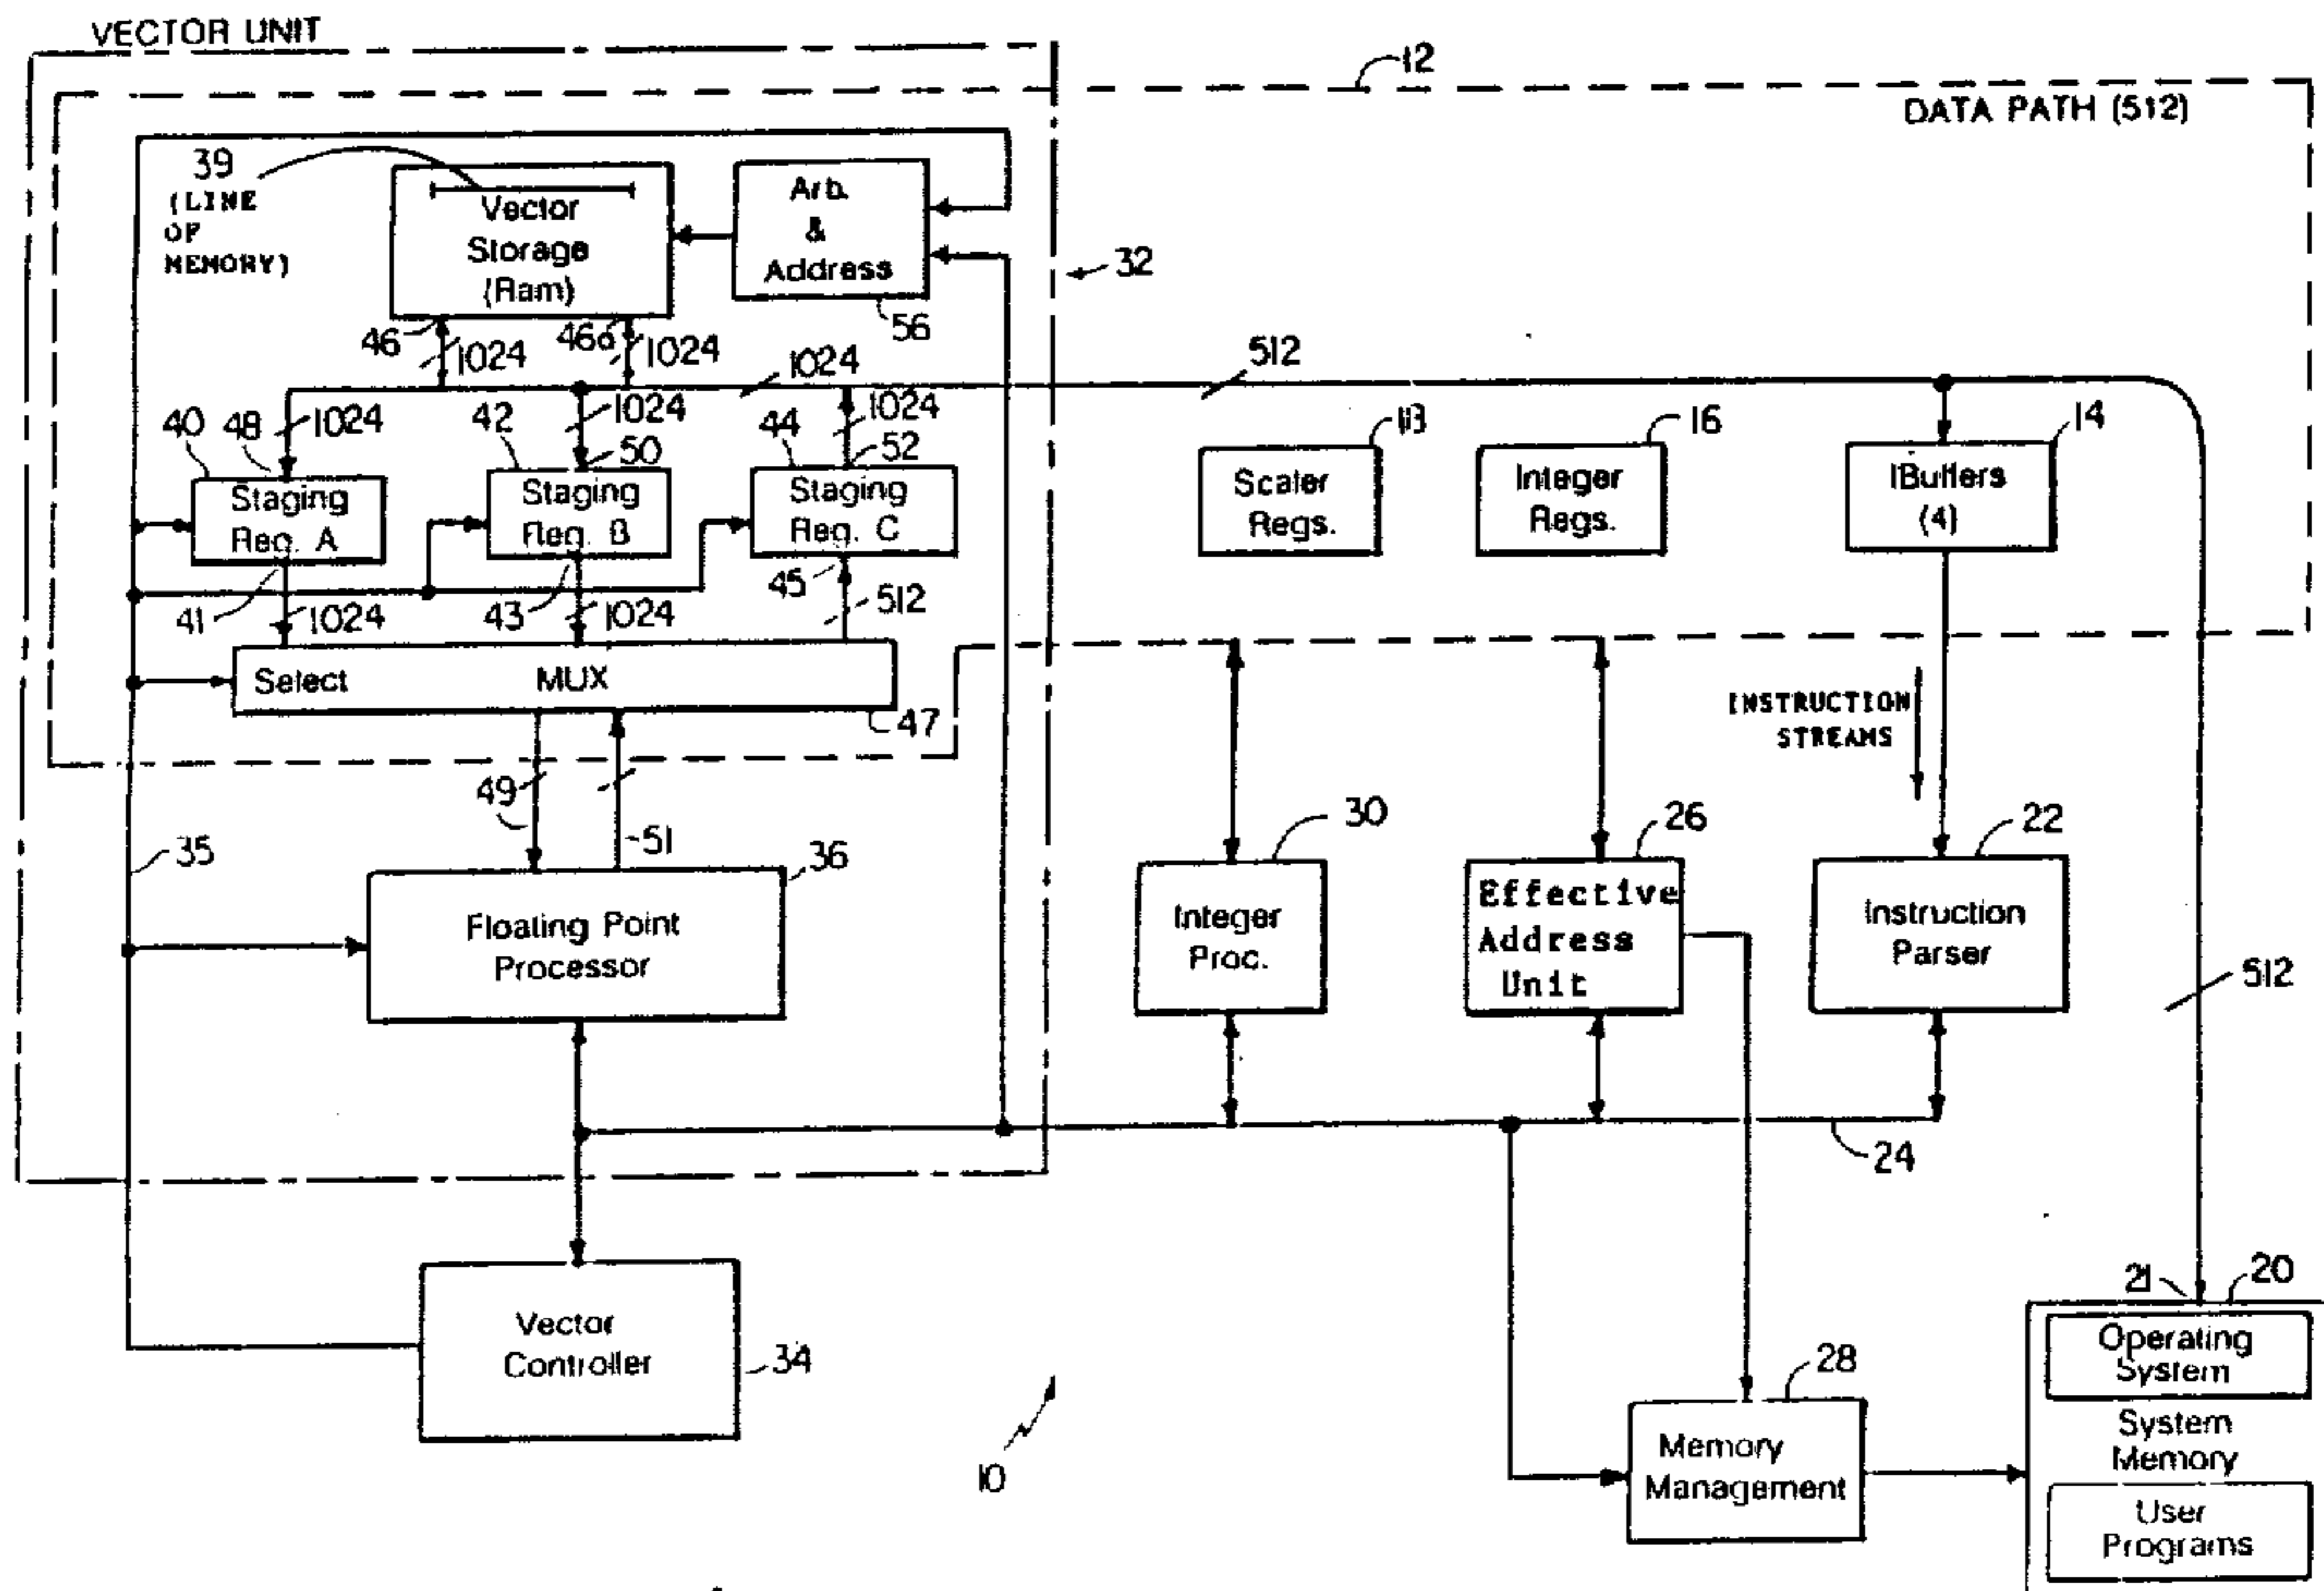 VECTOR UNIT
12
DATA PATH (512)
39
(LINE
OF
MEMORY)
Vector
Storage
(Ram)
Arb.
&
Address
32
56
46
1024
46a
1024
1024
512
40
48
1024
42
1024
50
44
1024
52
18
16
14
Staging
Reg. A
Staging
Reg. B
Staging
Reg. C
Scaler
Regs.
Integer
Regs.
IBuffers
(4)
41
1024
43
1024
45
512
Select
MUX
47
INSTRUCTION
STREAMS
49
51
35
36
30
26
22
Floating Point
Processor
Integer
Proc.
Effective
Address
Unit
Instruction
Parser
512
24
Vector
Controller
34
10
28
Memory
Management
21
20
Operating
System
System
Memory
User
Programs